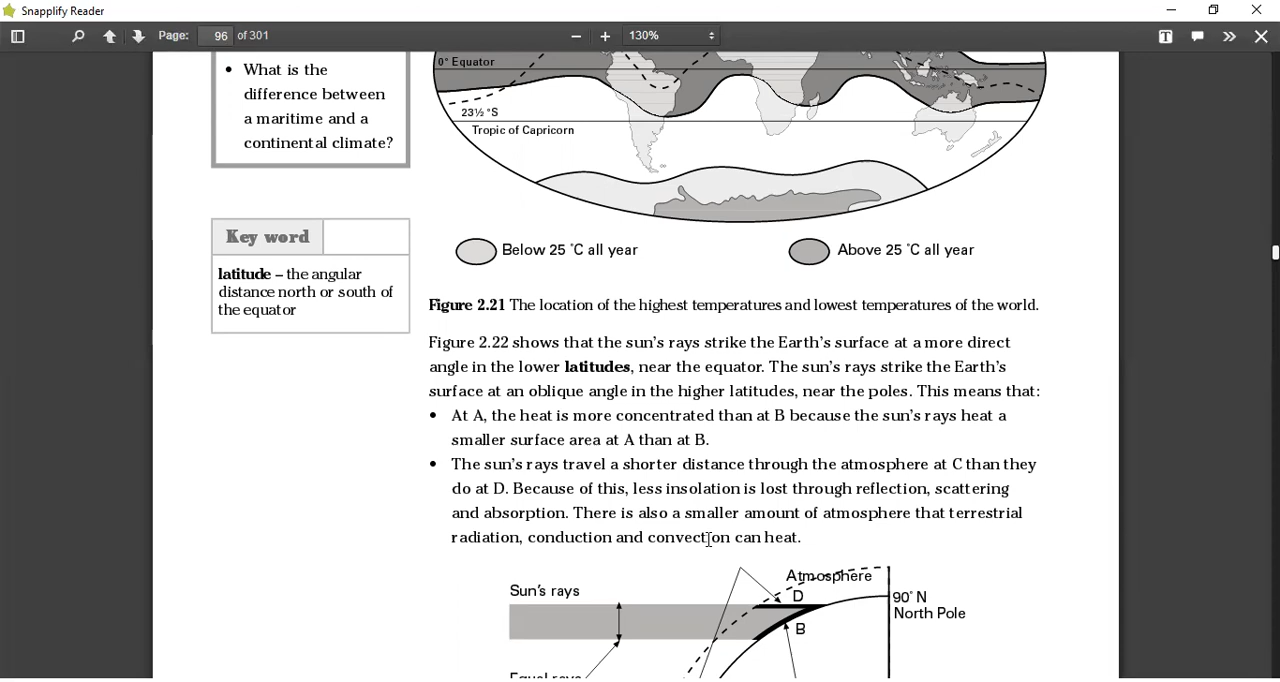 Snapplify Reader
Page: 96 of 301
130%
T
• What is the
difference between
a maritime and a
continental climate?
0° Equator
23½ °S
Tropic of Capricorn
Key word
latitude – the angular
distance north or south of
the equator
Below 25 °C all year
Above 25 °C all year
Figure 2.21 The location of the highest temperatures and lowest temperatures of the world.
Figure 2.22 shows that the sun's rays strike the Earth's surface at a more direct
angle in the lower latitudes, near the equator. The sun's rays strike the Earth's
surface at an oblique angle in the higher latitudes, near the poles. This means that:
• At A, the heat is more concentrated than at B because the sun's rays heat a
smaller surface area at A than at B.
• The sun's rays travel a shorter distance through the atmosphere at C than they
do at D. Because of this, less insolation is lost through reflection, scattering
and absorption. There is also a smaller amount of atmosphere that terrestrial
radiation, conduction and convection can heat.
Atmosphere
Sun's rays
D
90° N
North Pole
B
Equal rays